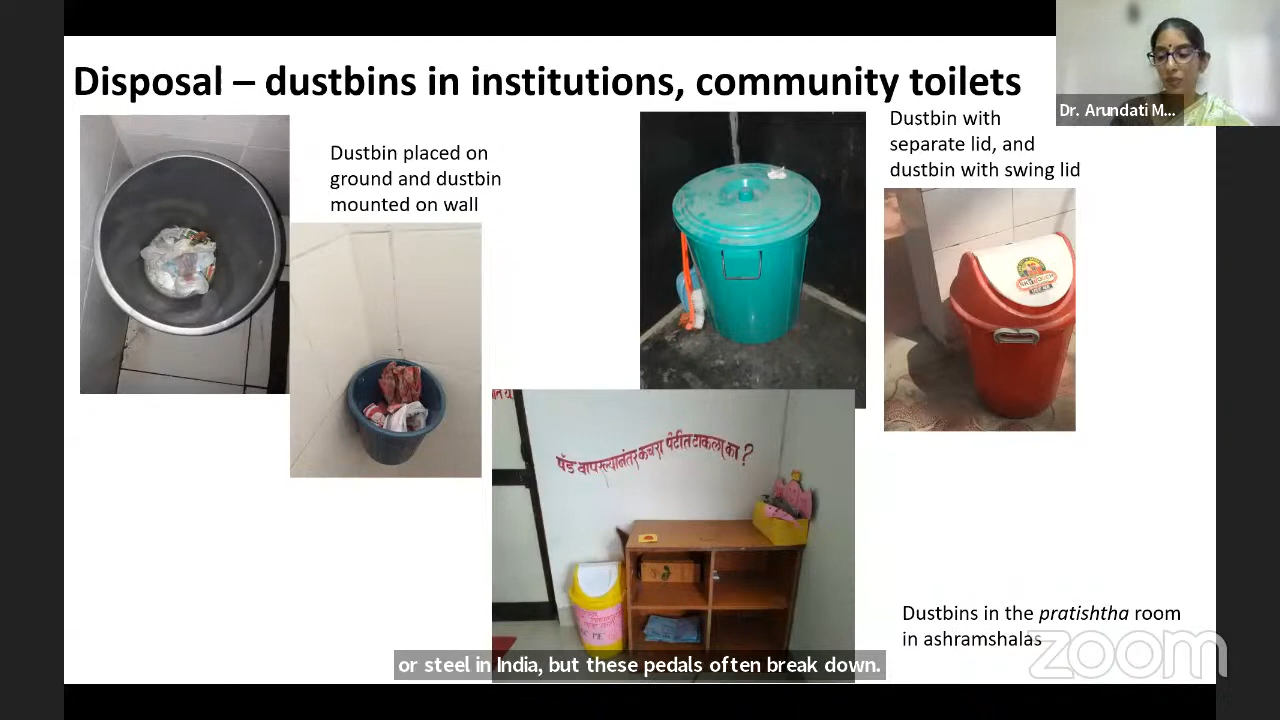 Disposal – dustbins in institutions, community toilets
Dr. Arundati M...
Dustbin placed on
ground and dustbin
mounted on wall
Dustbin with
separate lid, and
dustbin with swing lid
पॅड वापरल्यानंतर कचरा पेटीत टाकला का ?
Dustbins in the pratishtha room
in ashramshalas
or steel in India, but these pedals often break down.
zoom